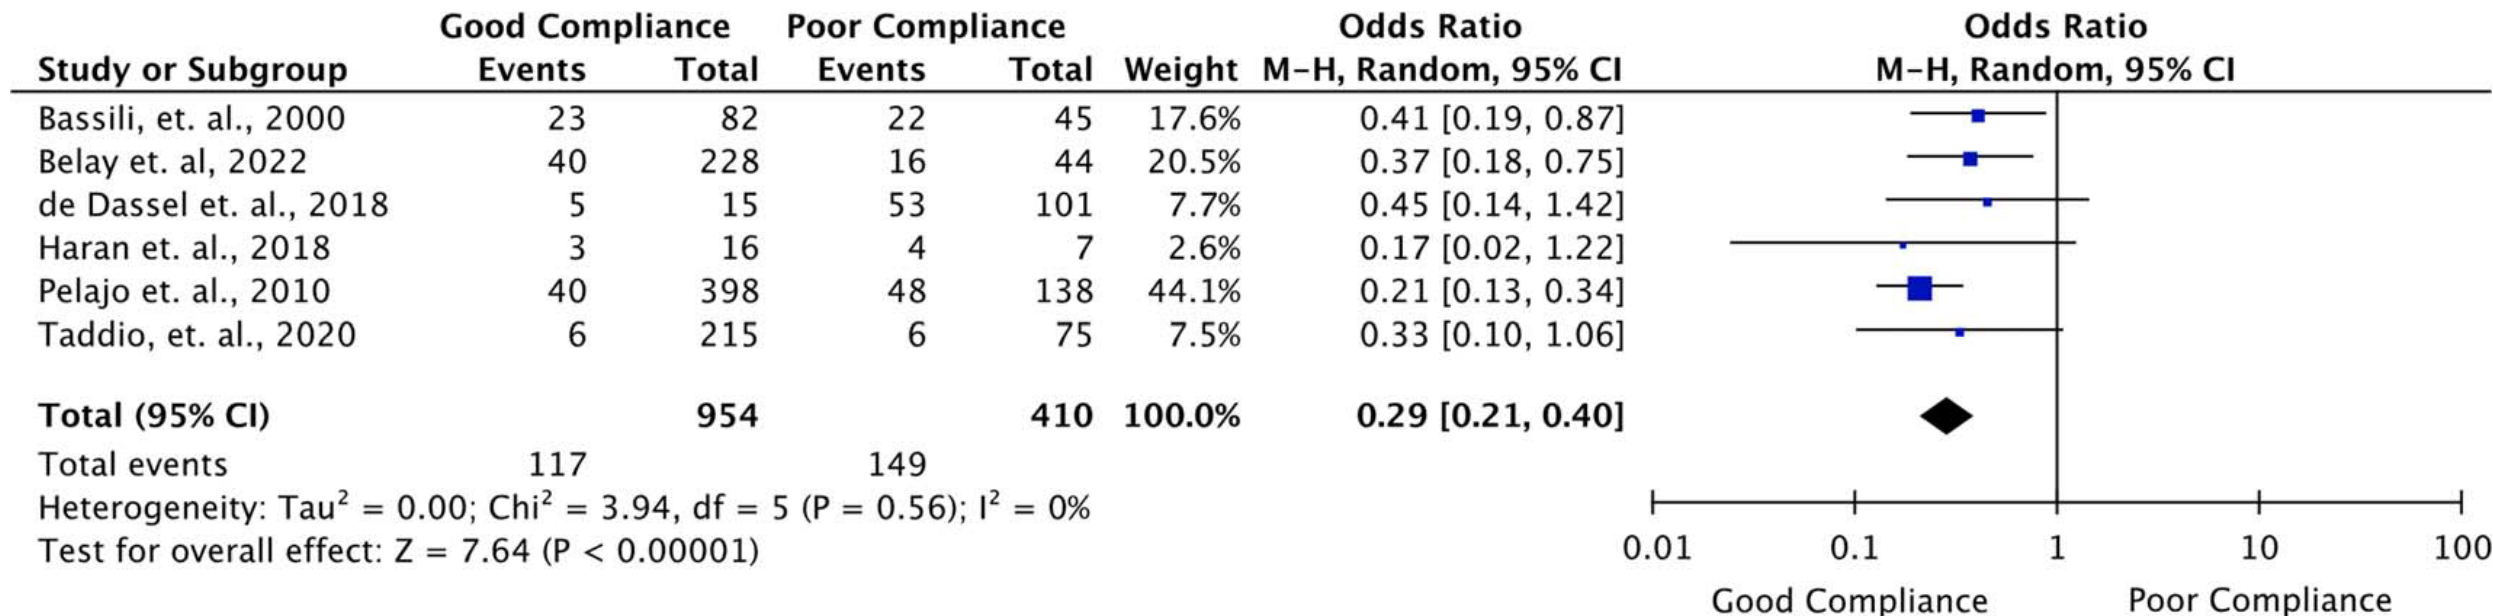 Good Compliance Poor Compliance Odds Ratio Odds Ratio
Study or Subgroup Events Total Events Total Weight M-H, Random, 95% CI M-H, Random, 95% CI
Bassili, et. al., 2000 23 82 22 45 17.6% 0.41 [0.19, 0.87]
Belay et. al, 2022 40 228 16 44 20.5% 0.37 [0.18, 0.75]
de Dassel et. al., 2018 5 15 53 101 7.7% 0.45 [0.14, 1.42]
Haran et. al., 2018 3 16 4 7 2.6% 0.17 [0.02, 1.22]
Pelajo et. al., 2010 40 398 48 138 44.1% 0.21 [0.13, 0.34]
Taddio, et. al., 2020 6 215 6 75 7.5% 0.33 [0.10, 1.06]
Total (95% CI) 954 410 100.0% 0.29 [0.21, 0.40]
Total events 117 149
Heterogeneity: Tau² = 0.00; Chi² = 3.94, df = 5 (P = 0.56); I² = 0%
Test for overall effect: Z = 7.64 (P < 0.00001)
0.01 0.1 1 10 100
Good Compliance Poor Compliance